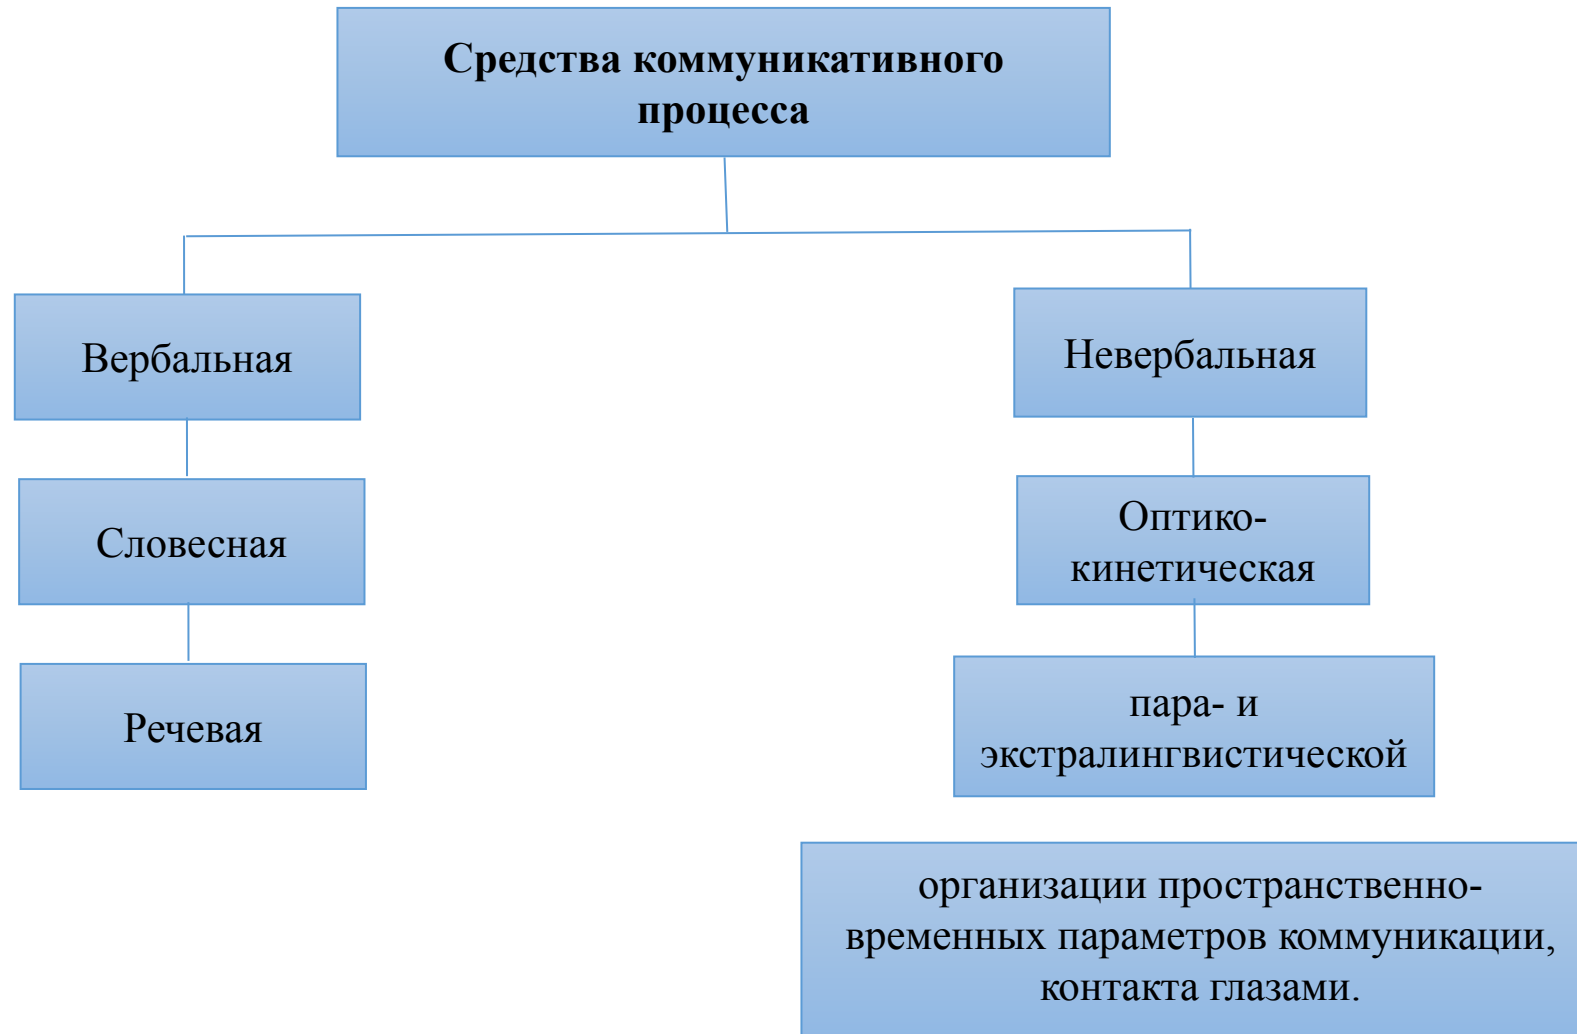 Средства коммуникативного
процесса
Вербальная
Невербальная
Словесная
Оптико-
кинетическая
Речевая
пара- и
экстралингвистической
организации пространственно-
временных параметров коммуникации,
контакта глазами.